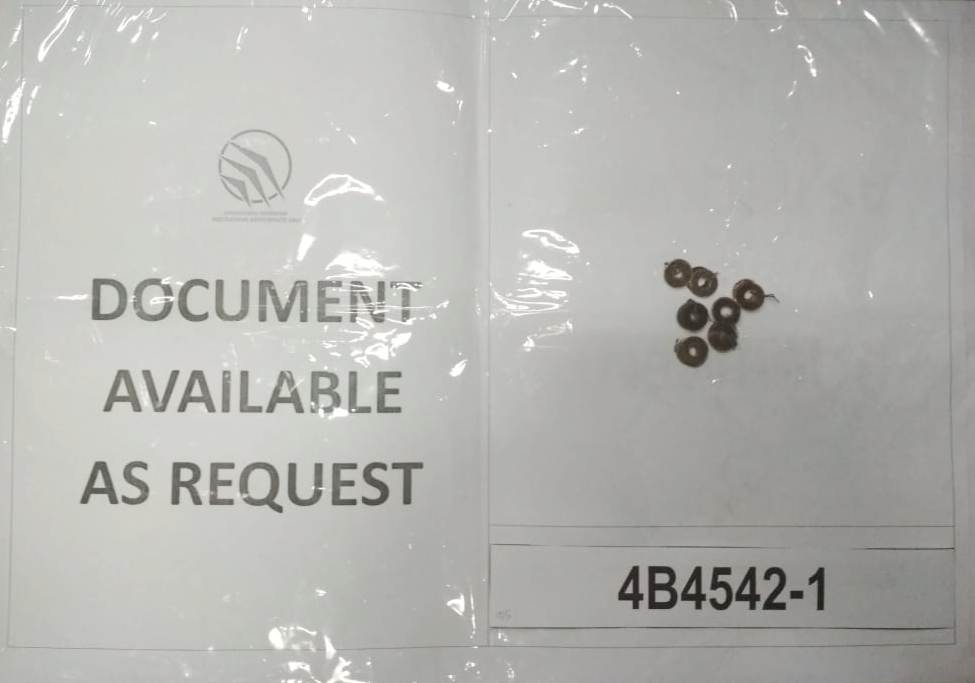 DOCUMENT
AVAILABLE
AS REQUEST
4B4542-1